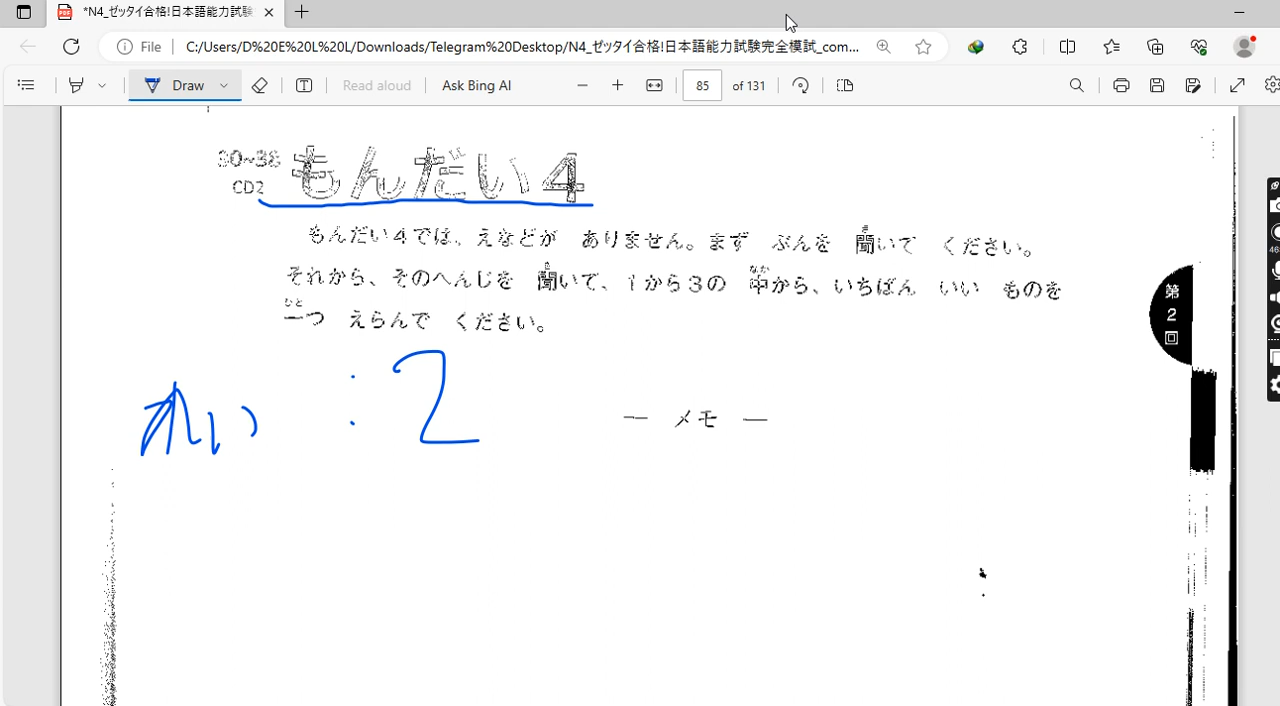 *N4_ゼッタイ合格!日本語能力試験
File
C:/Users/D%20E%20L%20L/Downloads/Telegram%20Desktop/N4_ゼッタイ合格!日本語能力試験完全模試_com...
Draw
Read aloud
Ask Bing AI
85 of 131
30~38
CD2
もんだい4
もんだい4では、えなどが ありません。まず ぶんを 聞いて ください。
それから、そのへんじを 聞いて、1から3の 中から、いちばん いい ものを
一つ えらんで ください。
れい : 2
― メモ ―
第2回